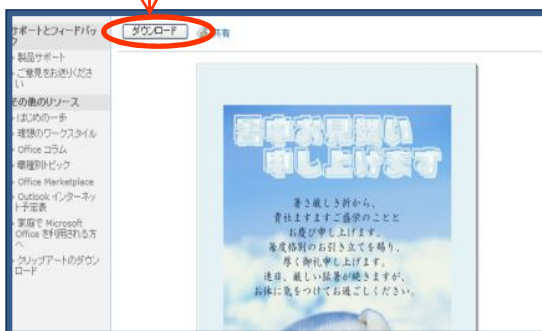 サポートとフィードバッ
ク
製品サポート
ご意見をお送りくださ
い
その他のリソース
はじめの一歩
理想のワークスタイル
Office コラム
職種別トピック
Office Marketplace
Outlook インターネッ
ト予定表
家庭で Microsoft
Office を利用される方
へ
クリップアートのダウン
ロード
ダウンロード
共有
暑中お見舞い
申し上げます
暑さ厳しき折から、
貴社ますますご盛栄のことと
お慶び申し上げます。
毎度格別のお引き立てを賜り、
厚く御礼申し上げます。
連日、厳しい猛暑が続きますが、
お体に気をつけてお過ごしください。